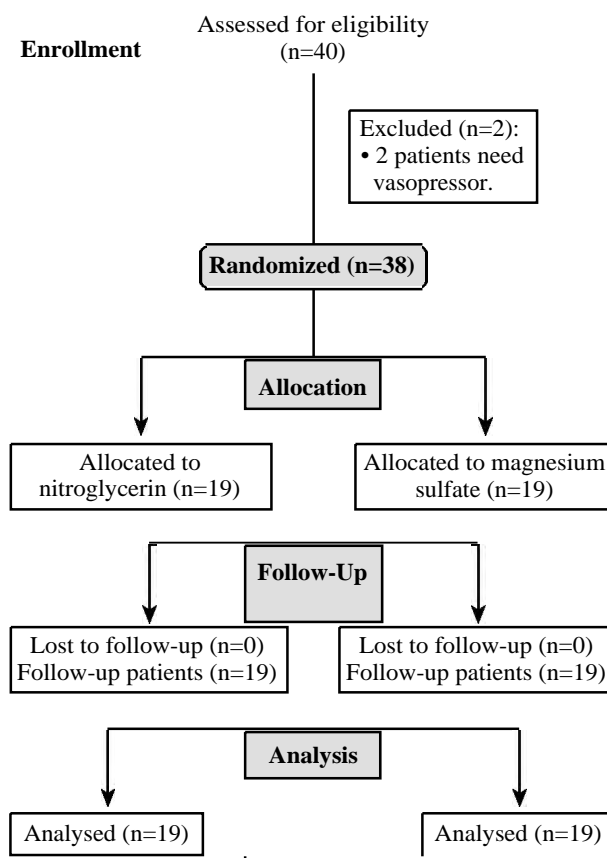 Assessed for eligibility
(n=40)
Enrollment
Excluded (n=2):
• 2 patients need
vasopressor.
Randomized (n=38)
Allocation
Allocated to
nitroglycerin (n=19)
Allocated to magnesium
sulfate (n=19)
Follow-Up
Lost to follow-up (n=0)
Follow-up patients (n=19)
Lost to follow-up (n=0)
Follow-up patients (n=19)
Analysis
Analysed (n=19)
Analysed (n=19)